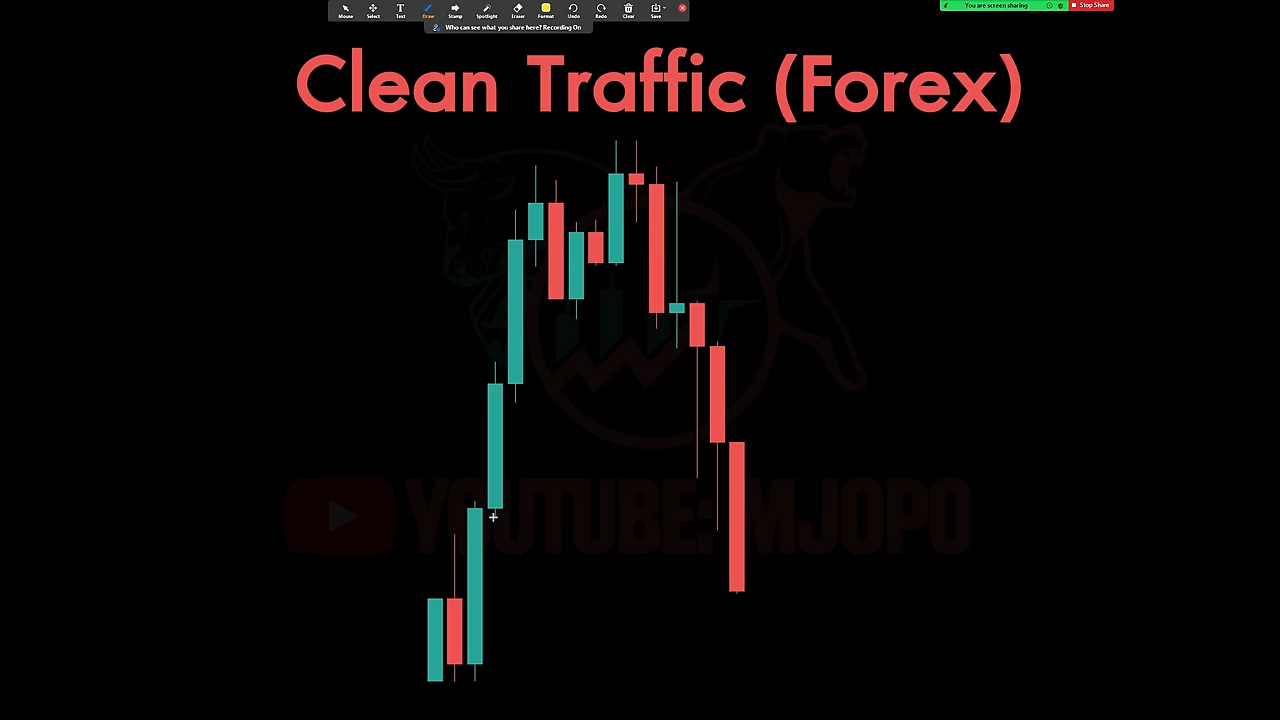 Mouse Select Text Draw Stamp Spotlight Eraser Format Undo Redo Clear Save
You are screen sharing Stop Share
Who can see what you share here? Recording On
Clean Traffic (Forex)
YOUTUBE: MJOPO